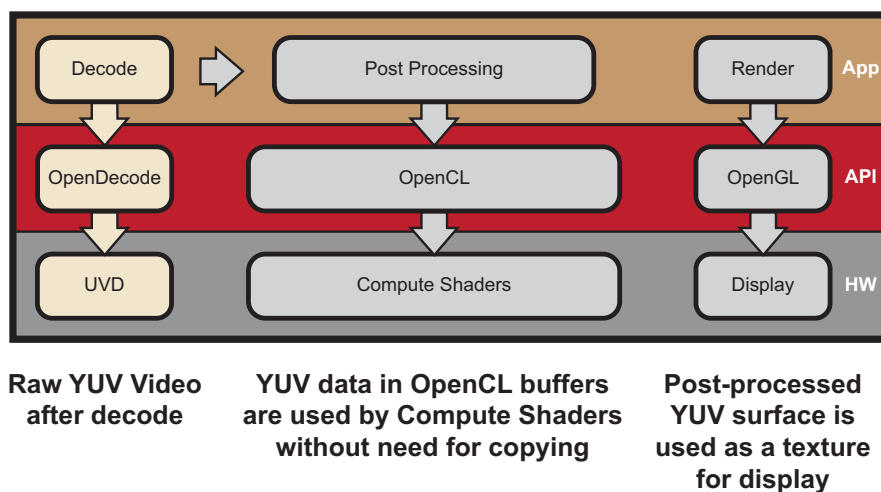 Decode
Post Processing
Render
App
OpenDecode
OpenCL
OpenGL
API
UVD
Compute Shaders
Display
HW
Raw YUV Video
after decode
YUV data in OpenCL buffers
are used by Compute Shaders
without need for copying
Post-processed
YUV surface is
used as a texture
for display